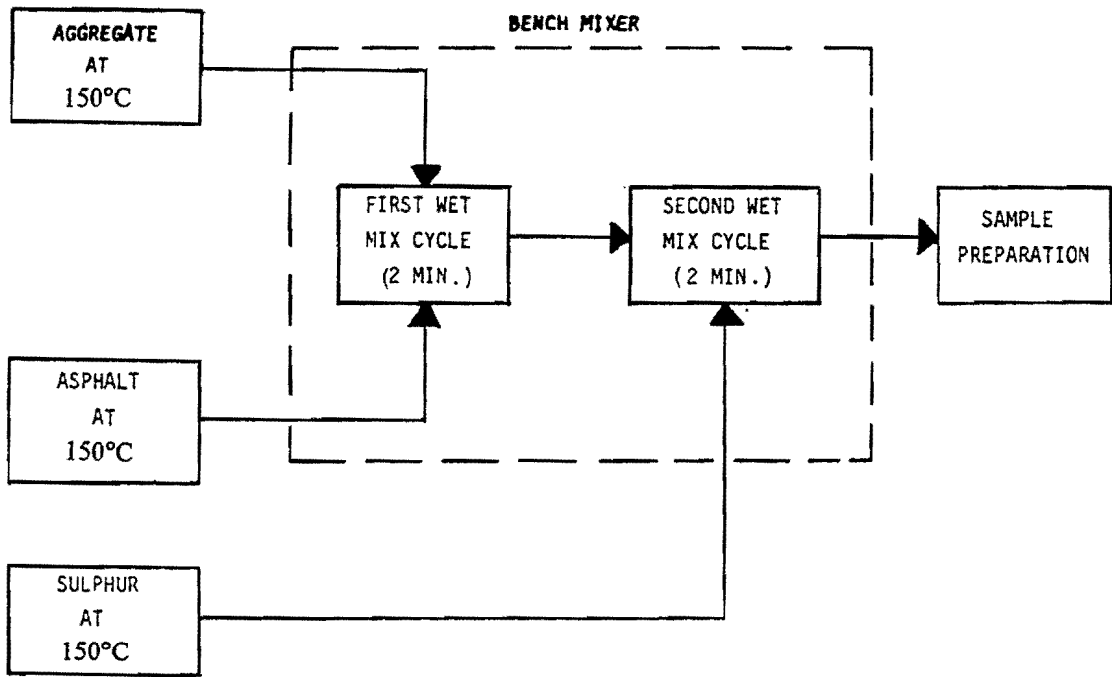 BENCH MIXER
AGGREGATE
AT
150°C
FIRST WET
MIX CYCLE
(2 MIN.)
SECOND WET
MIX CYCLE
(2 MIN.)
SAMPLE
PREPARATION
ASPHALT
AT
150°C
SULPHUR
AT
150°C